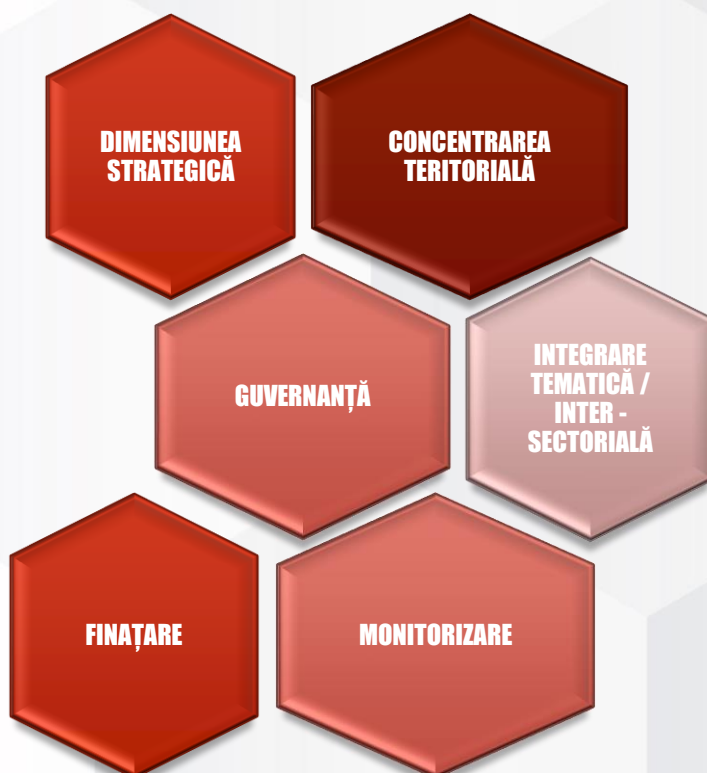 DIMENSIUNEA
STRATEGICĂ
CONCENTRAREA
TERITORIALĂ
GUVERNANȚĂ
INTEGRARE
TEMATICĂ /
INTER -
SECTORIALĂ
FINAȚARE
MONITORIZARE